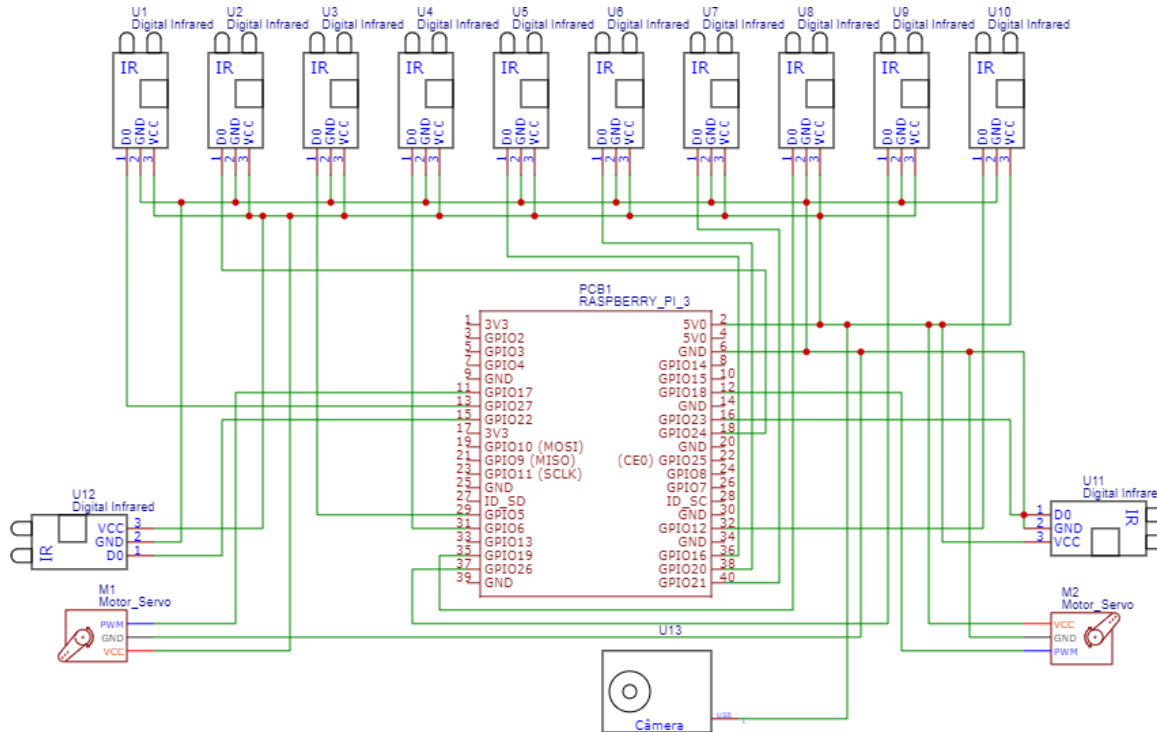 U1 U2 U3 U4 U5 U6 U7 U8 U9 U10
Digital Infrared Digital Infrared Digital Infrared Digital Infrared Digital Infrared Digital Infrared Digital Infrared Digital Infrared Digital Infrared Digital Infrared
IR IR IR IR IR IR IR IR IR IR
D0 GND VCC D0 GND VCC D0 GND VCC D0 GND VCC D0 GND VCC D0 GND VCC D0 GND VCC D0 GND VCC D0 GND VCC D0 GND VCC
1 2 3 1 2 3 1 2 3 1 2 3 1 2 3 1 2 3 1 2 3 1 2 3 1 2 3 1 2 3
PCB1
RASPBERRY_PI_3
1 3V3 5V0 2
3 GPIO2 5V0 4
5 GPIO3 GND 6
7 GPIO4 GPIO14 8
9 GND GPIO15 10
11 GPIO17 GPIO18 12
13 GPIO27 GND 14
15 GPIO22 GPIO23 16
17 3V3 GPIO24 18
19 GPIO10 (MOSI) GND 20
21 GPIO9 (MISO) (CE0) GPIO25 22
23 GPIO11 (SCLK) GPIO8 24
25 GND GPIO7 26
27 ID_SD ID_SC 28
29 GPIO5 GND 30
31 GPIO6 GPIO12 32
33 GPIO13 GND 34
35 GPIO19 GPIO16 36
37 GPIO26 GPIO20 38
39 GND GPIO21 40
U12
Digital Infrared
IR
VCC 3
GND 2
D0 1
U11
Digital Infrare
1 D0
2 GND
3 VCC
IR
M1
Motor_Servo
PWM
GND
VCC
M2
Motor_Servo
VCC
GND
PWM
U13
USB 1
Câmera